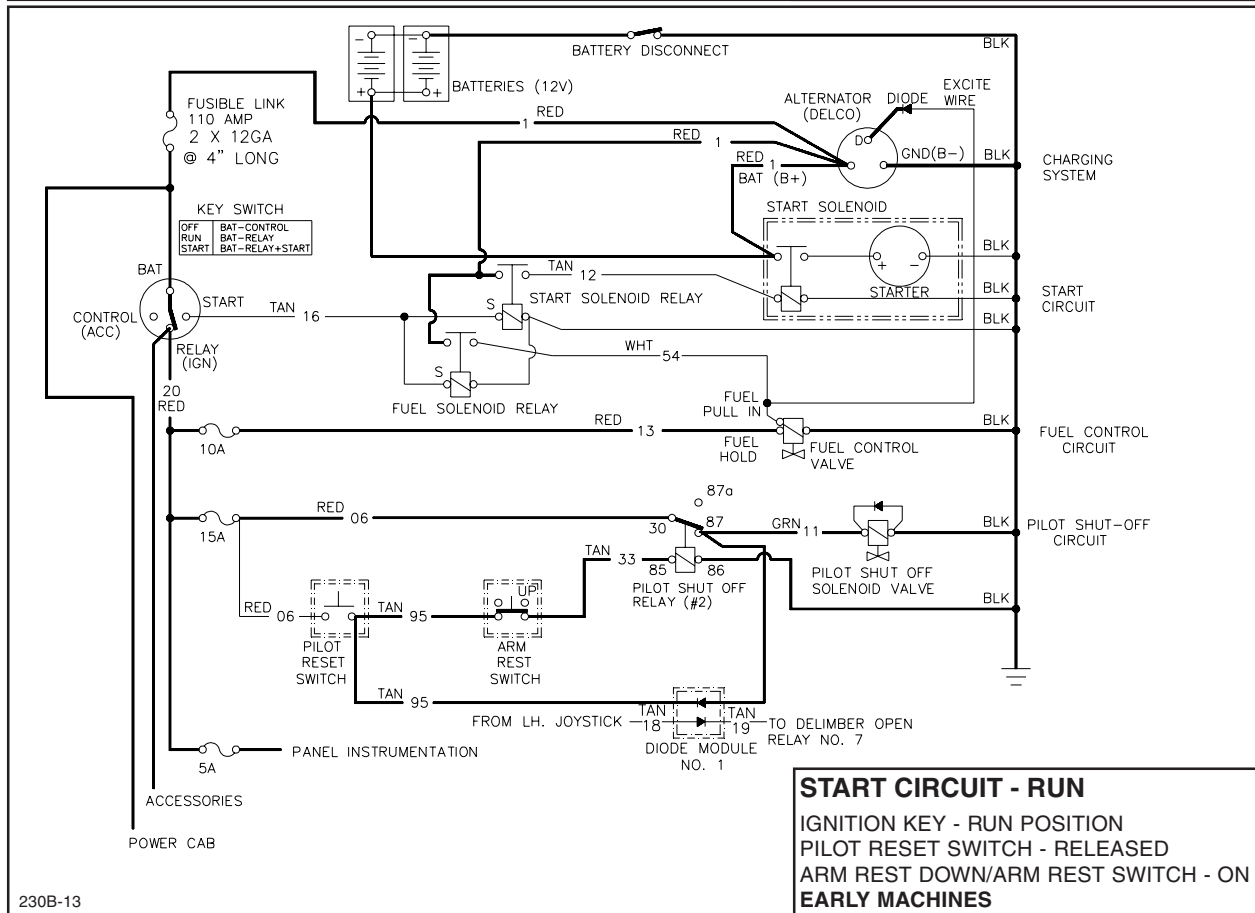 BATTERY DISCONNECT
BLK
BATTERIES (12V)
FUSIBLE LINK
110 AMP
2 X 12GA
@ 4" LONG
RED
1
RED
1
RED
1
BAT (B+)
ALTERNATOR
(DELCO)
DIODE
EXCITE
WIRE
D
GND(B-)
BLK
CHARGING
SYSTEM
KEY SWITCH
OFF BAT-CONTROL
RUN BAT-RELAY
START BAT-RELAY+START
START SOLENOID
BLK
+ -
STARTER
BLK
BLK
START
CIRCUIT
BAT
START
CONTROL
(ACC)
RELAY
(IGN)
TAN
16
TAN
12
S
START SOLENOID RELAY
WHT
54
S
FUEL SOLENOID RELAY
20
RED
10A
RED
13
FUEL
PULL IN
FUEL
HOLD
FUEL CONTROL
VALVE
BLK
FUEL CONTROL
CIRCUIT
15A
RED
06
87a
30
87
GRN
11
BLK
PILOT SHUT-OFF
CIRCUIT
PILOT SHUT OFF
SOLENOID VALVE
TAN
33
85
86
PILOT SHUT OFF
RELAY (#2)
BLK
RED
06
PILOT
RESET
SWITCH
TAN
95
UP
ARM
REST
SWITCH
TAN
95
FROM LH. JOYSTICK
TAN
18
TAN
19
TO DELIMBER OPEN
RELAY NO. 7
DIODE MODULE
NO. 1
5A
PANEL INSTRUMENTATION
ACCESSORIES
POWER CAB
START CIRCUIT - RUN
IGNITION KEY - RUN POSITION
PILOT RESET SWITCH - RELEASED
ARM REST DOWN/ARM REST SWITCH - ON
EARLY MACHINES
230B-13